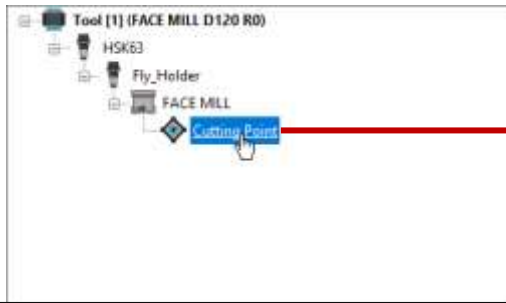 Tool [1] (FACE MILL D120 R0)
HSK63
Fly_Holder
FACE MILL
Cutting Point